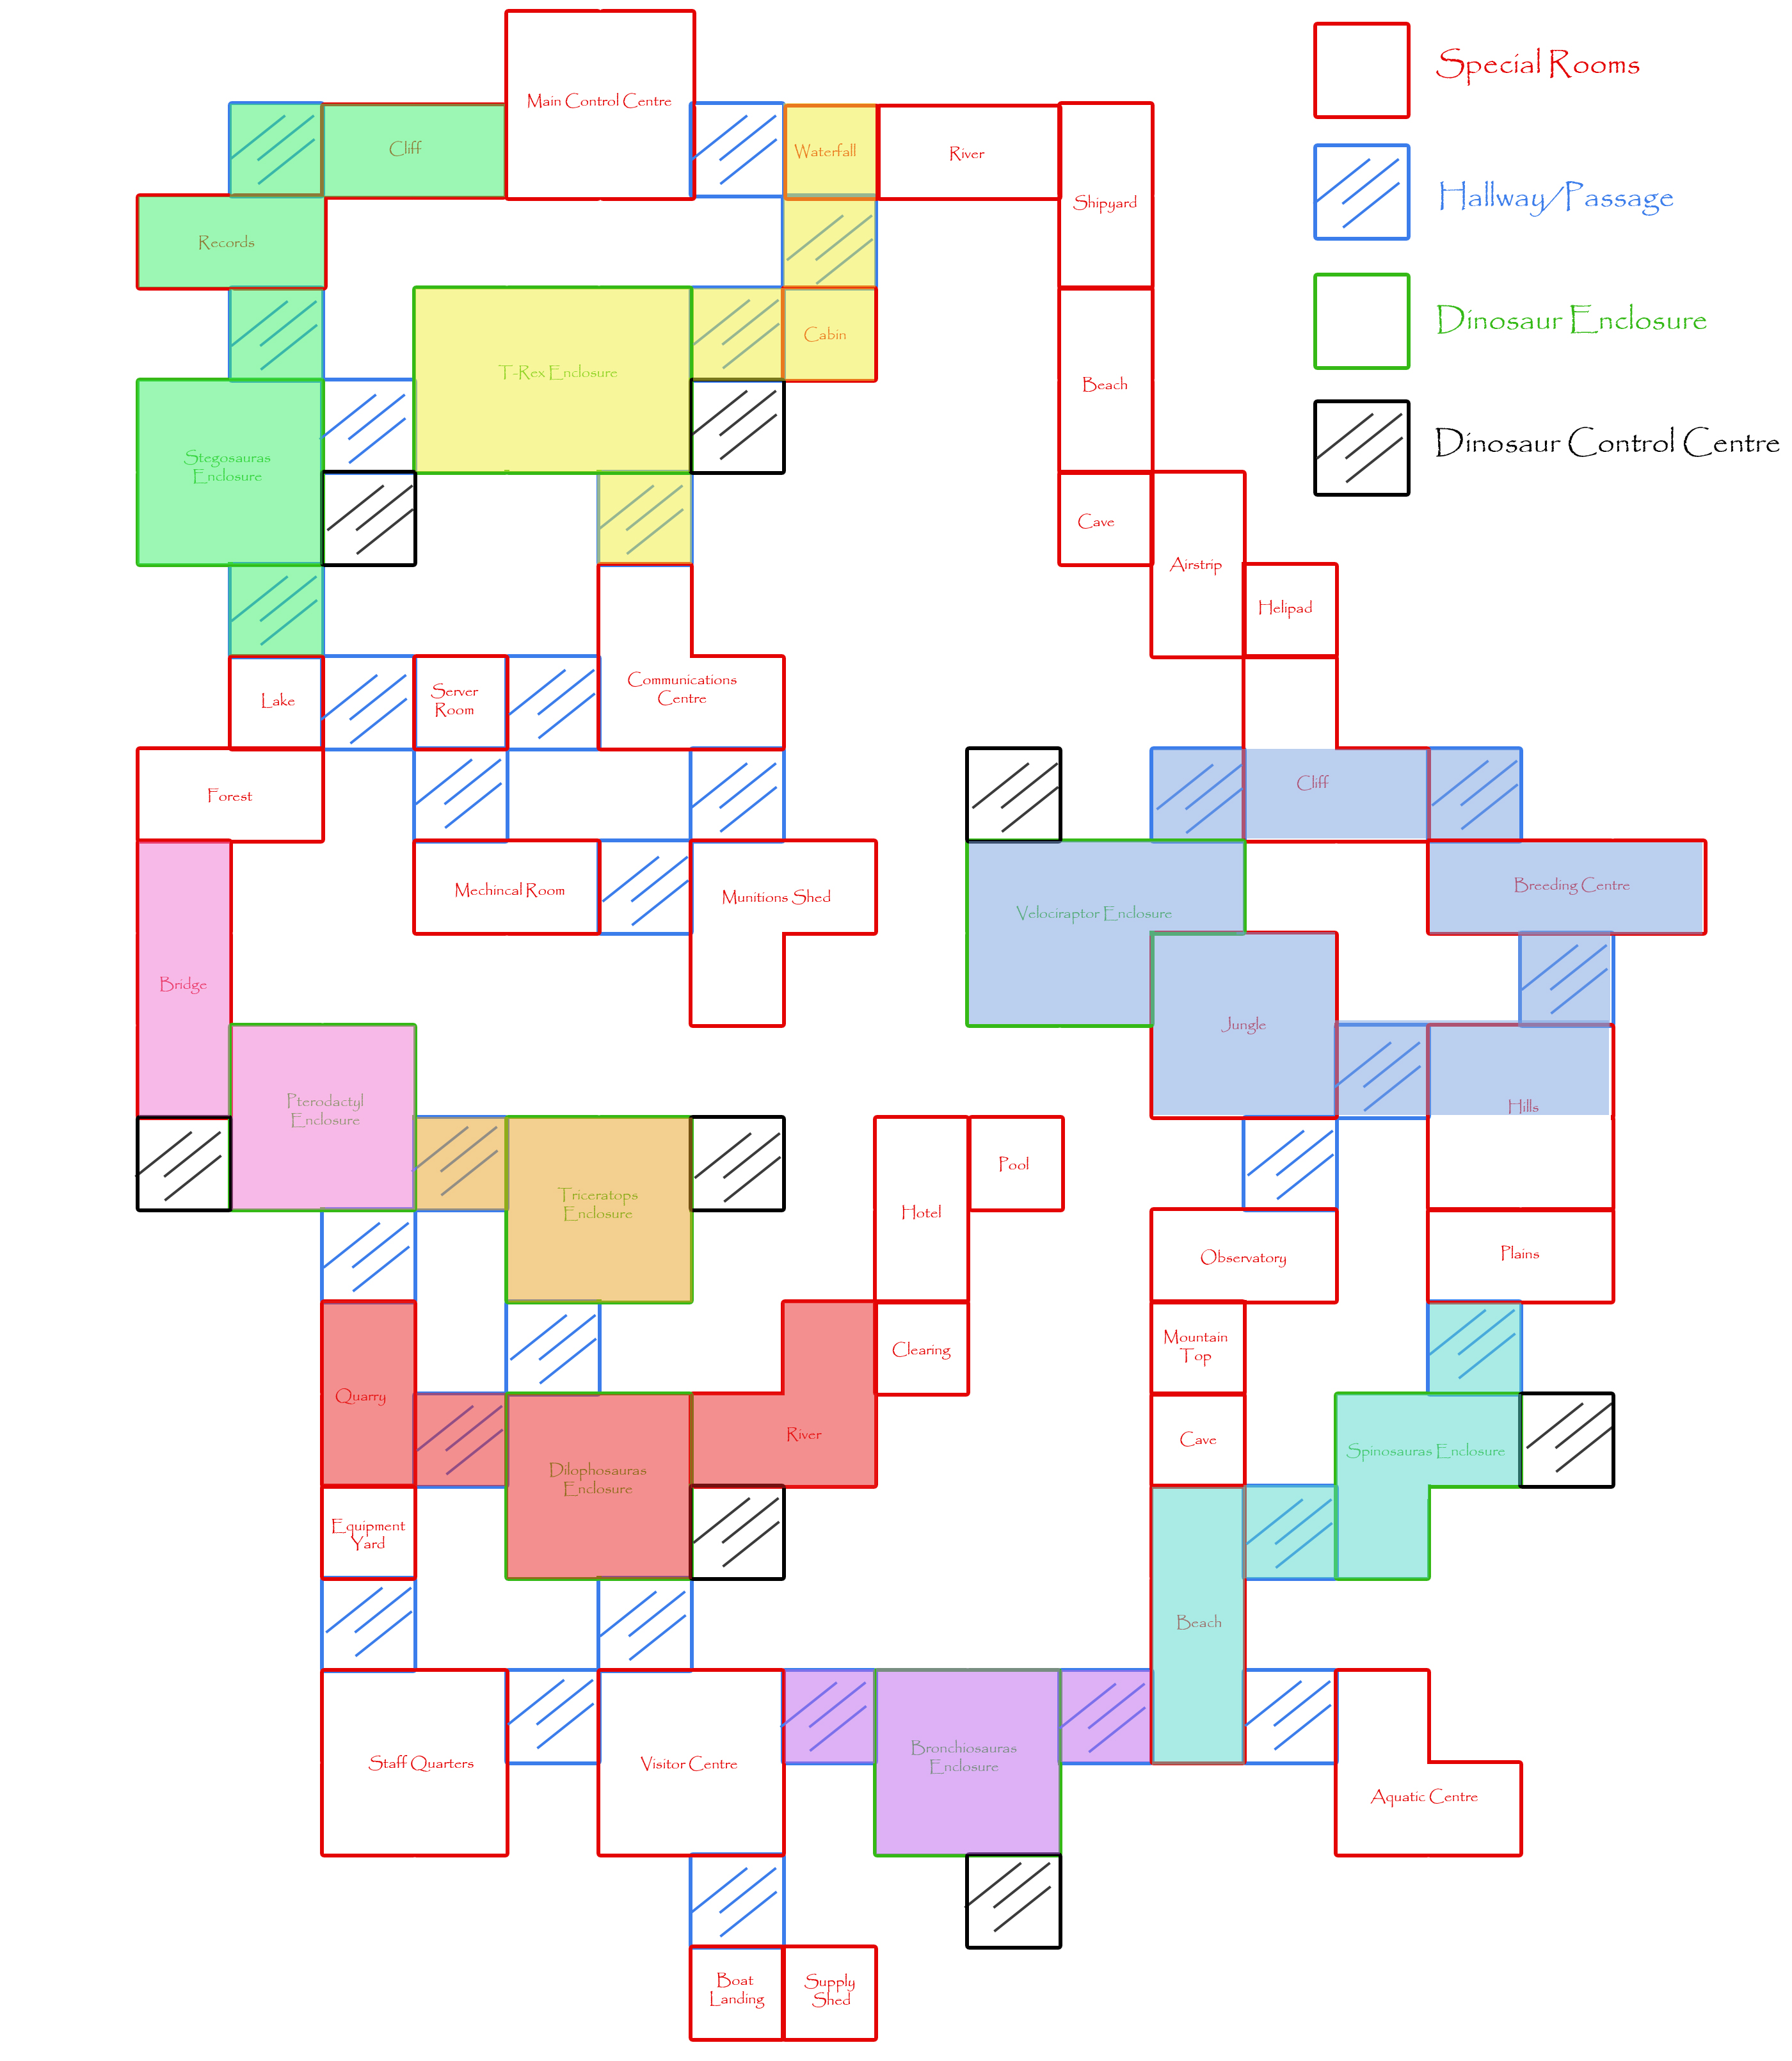 Main Control Centre
Special Rooms
Cliff
Waterfall
River
Shipyard
Hallway/Passage
Records
Cabin
Dinosaur Enclosure
T-Rex Enclosure
Beach
Stegosauras
Enclosure
Dinosaur Control Centre
Cave
Airstrip
Helipad
Lake
Server
Room
Communications
Centre
Forest
Cliff
Mechincal Room
Munitions Shed
Velociraptor Enclosure
Breeding Centre
Bridge
Jungle
Pterodactyl
Enclosure
Hills
Triceratops
Enclosure
Hotel
Pool
Observatory
Plains
Quarry
Clearing
Mountain
Top
River
Cave
Spinosauras Enclosure
Dilophosauras
Enclosure
Equipment
Yard
Beach
Staff Quarters
Visitor Centre
Bronchiosauras
Enclosure
Aquatic Centre
Boat
Landing
Supply
Shed